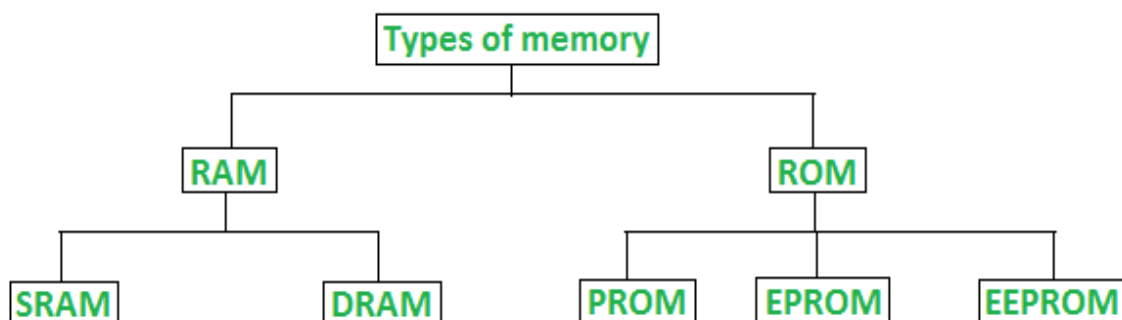 Types of memory
RAM
ROM
SRAM
DRAM
PROM
EPROM
EEPROM